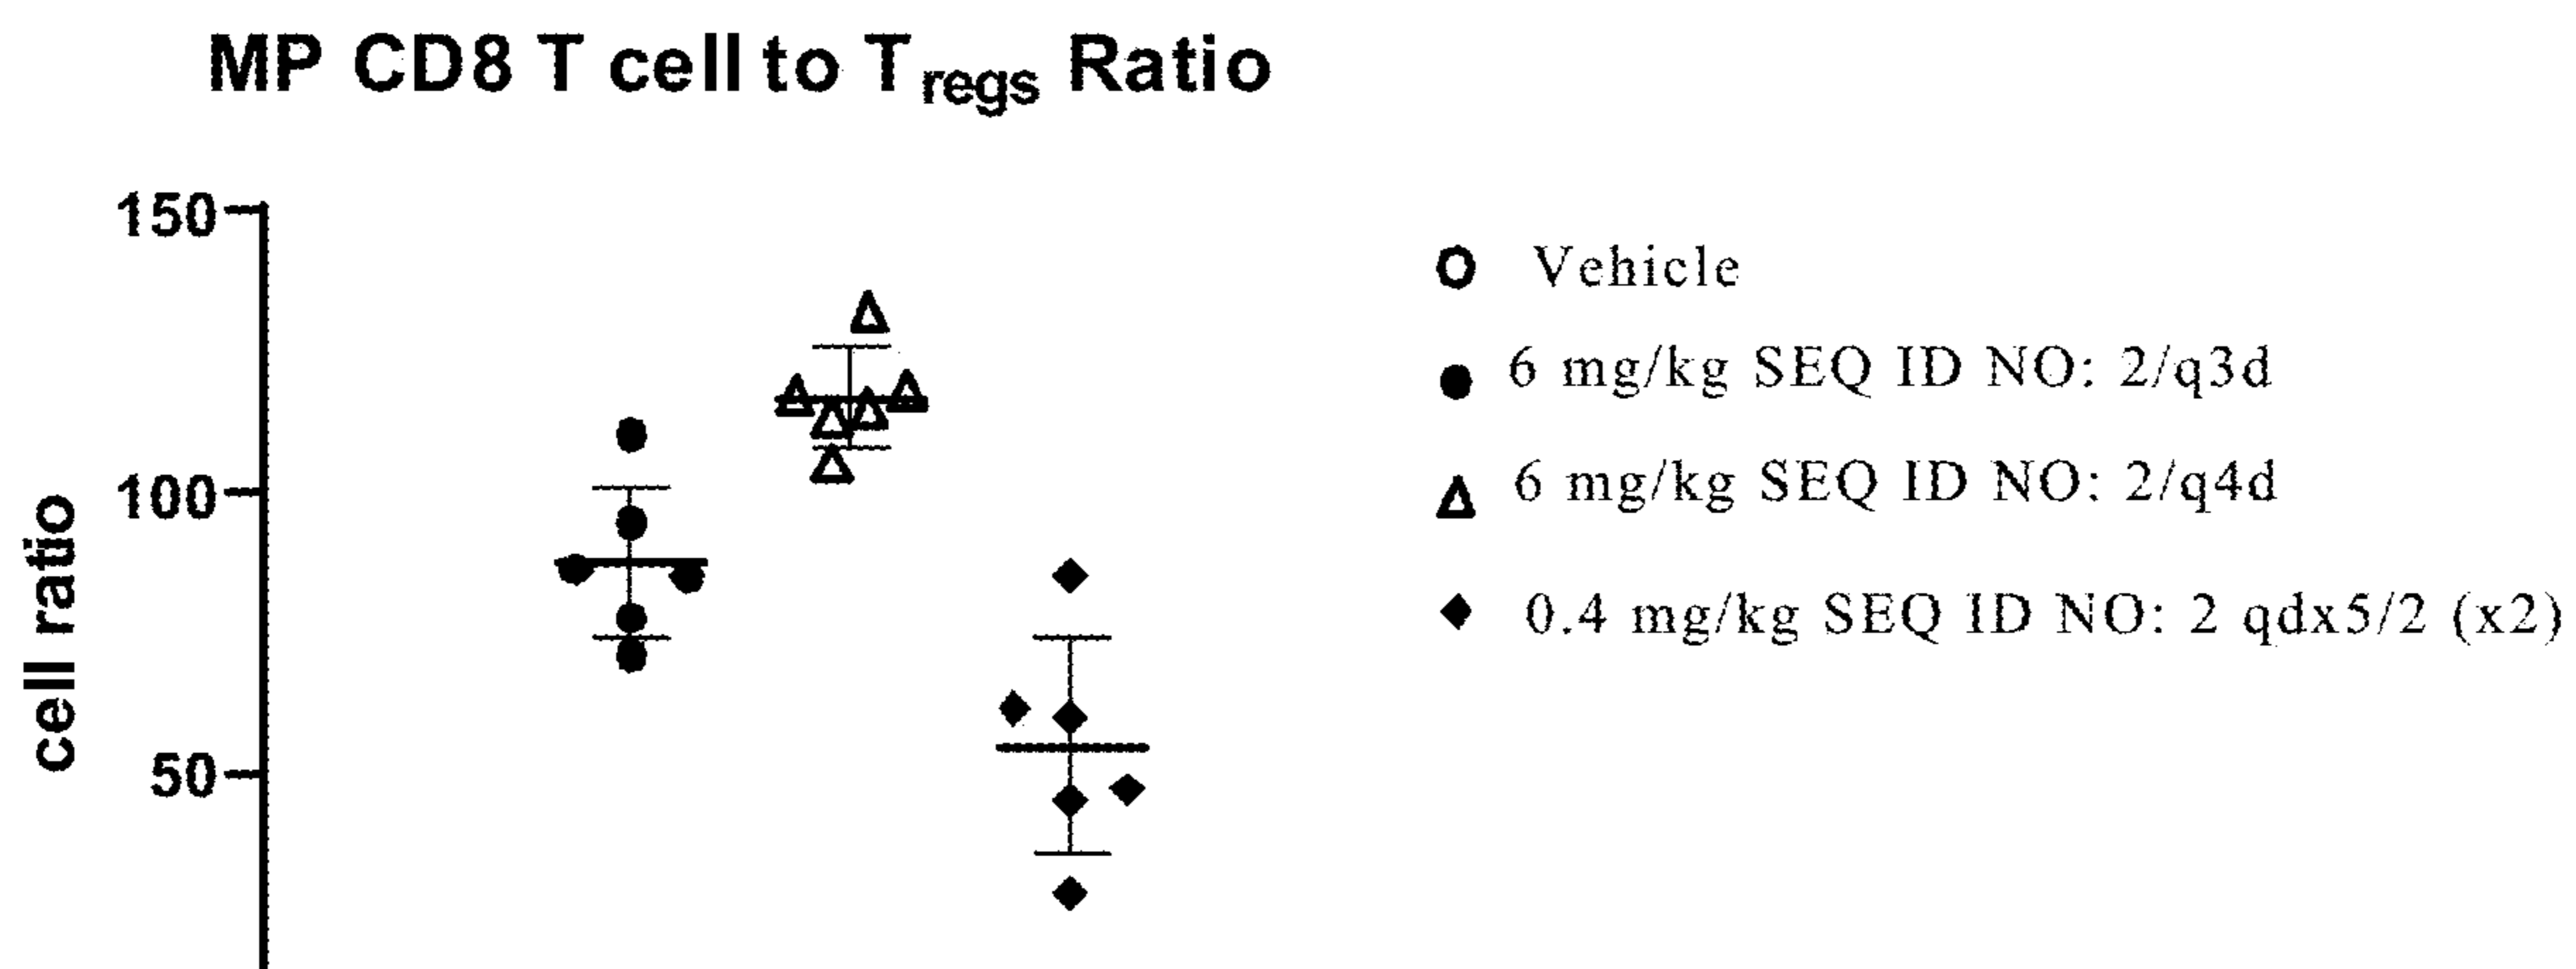 MP CD8 T cell to Tregs Ratio
150
100
50
cell ratio
Vehicle
6 mg/kg SEQ ID NO: 2/q3d
6 mg/kg SEQ ID NO: 2/q4d
0.4 mg/kg SEQ ID NO: 2 qdx5/2 (x2)